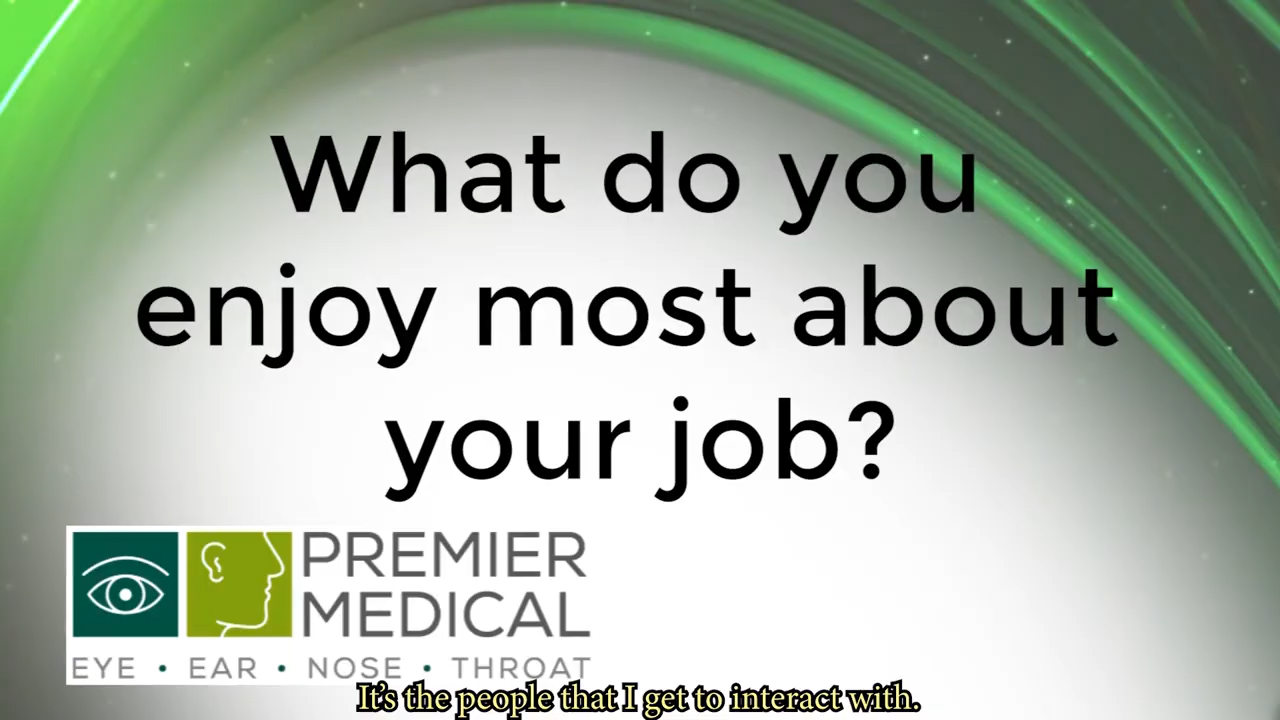 What do you
enjoy most about
your job?
PREMIER
MEDICAL
EYE • EAR • NOSE • THROAT
It's the people that I get to interact with.